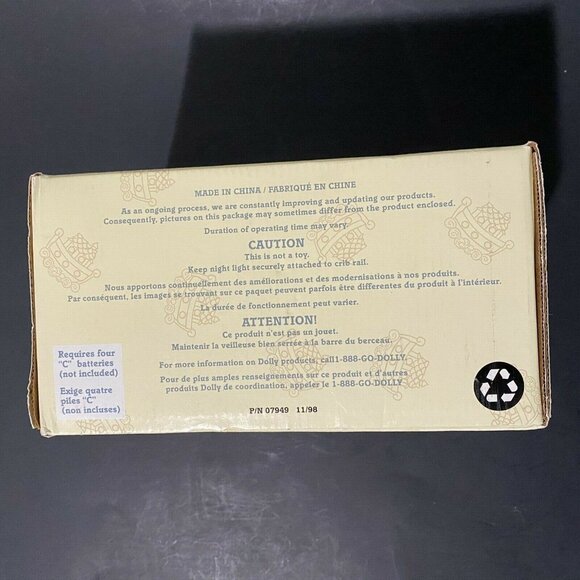 MADE IN CHINA / FABRIQUÉ EN CHINE
As an ongoing process, we are constantly improving and updating our products.
Consequently, pictures on this package may sometimes differ from the product enclosed.
Duration of operating time may vary.
CAUTION
This is not a toy.
Keep night light securely attached to crib rail.
Nous apportons continuellement des améliorations et des modernisations à nos produits.
Par conséquent, les images se trouvant sur ce paquet peuvent parfois être différentes du produit à l'intérieur.
La durée de fonctionnement peut varier.
ATTENTION!
Ce produit n'est pas un jouet.
Maintenir la veilleuse bien serrée à la barre du berceau.
For more information on Dolly products, call 1-888-GO-DOLLY.
Pour de plus amples renseignements sur ce produit et d'autres
produits Dolly de coordination, appeler le 1-888-GO-DOLLY.
P/N 07949 11/98
Requires four
"C" batteries
(not included)
Exige quatre
piles "C"
(non incluses)